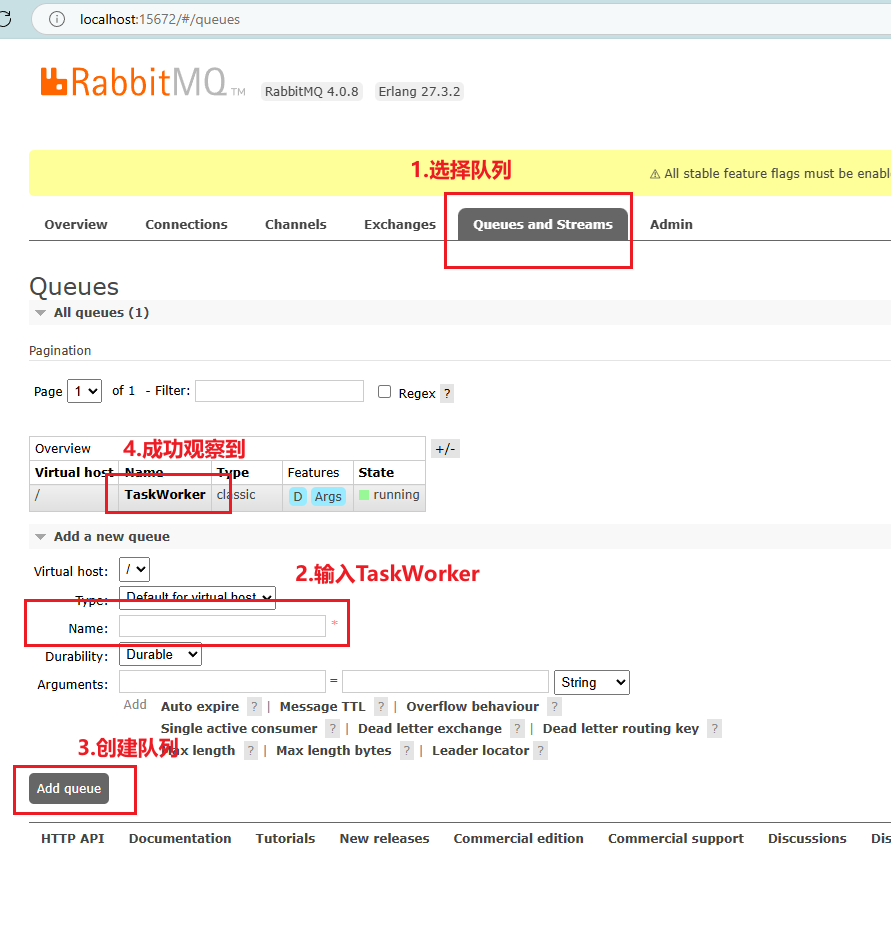 localhost:15672/#/queues
RabbitMQ TM RabbitMQ 4.0.8 Erlang 27.3.2
1.选择队列
⚠ All stable feature flags must be enabl
Overview Connections Channels Exchanges Queues and Streams Admin
Queues
All queues (1)
Pagination
Page 1 of 1 - Filter: Regex ?
4.成功观察到
Overview +/-
Virtual host Name Type Features State
/ TaskWorker classic D Args running
Add a new queue
Virtual host: /
2.输入TaskWorker
Type: Default for virtual host
Name: *
Durability: Durable
Arguments: = String
Add Auto expire ? | Message TTL ? | Overflow behaviour ?
Single active consumer ? | Dead letter exchange ? | Dead letter routing key ?
3.创建队列
Max length ? | Max length bytes ? | Leader locator ?
Add queue
HTTP API Documentation Tutorials New releases Commercial edition Commercial support Discussions Dis